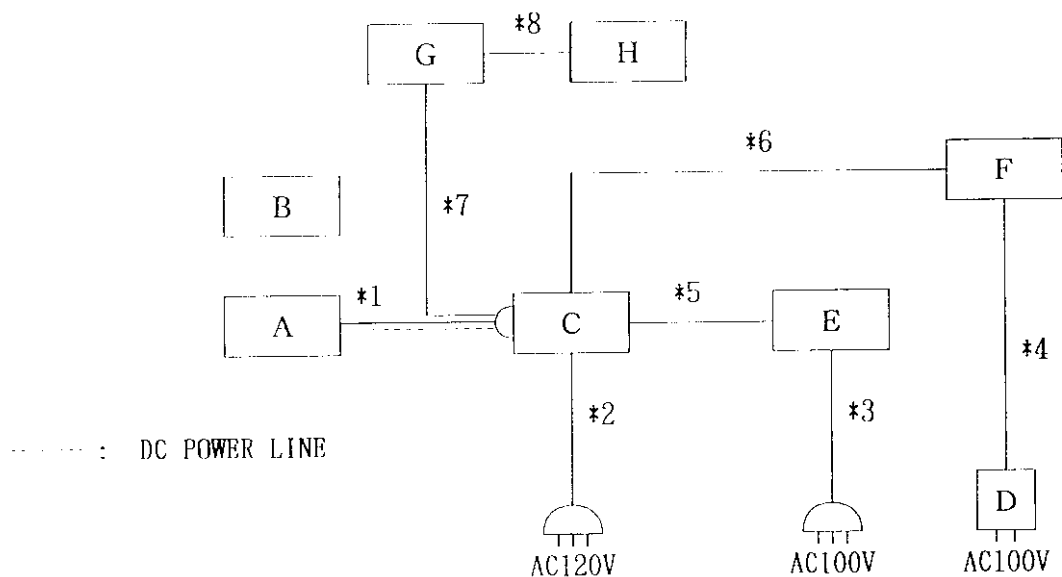 *8
G
H
*6
F
B
*7
*1
*5
A
C
E
*4
*2
*3
: DC POWER LINE
D
AC120V
AC100V
AC100V